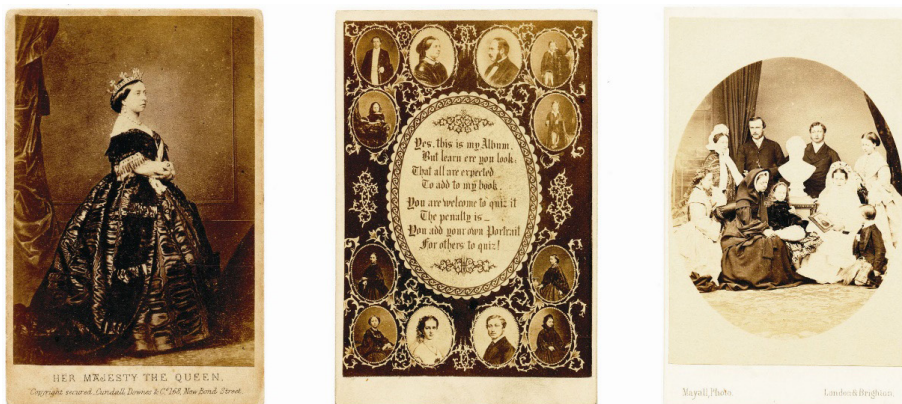 HER MAJESTY THE QUEEN.
Copyright secured, Cundall, Downes & Co. 168, New Bond Street.
Yes, this is my Album,
But learn ere you look;
That all are expected
To add to my book.
You are welcome to quiz it
The penalty is_
You add your own Portrait
For others to quiz!
Mayall, Photo.
London & Brighton.